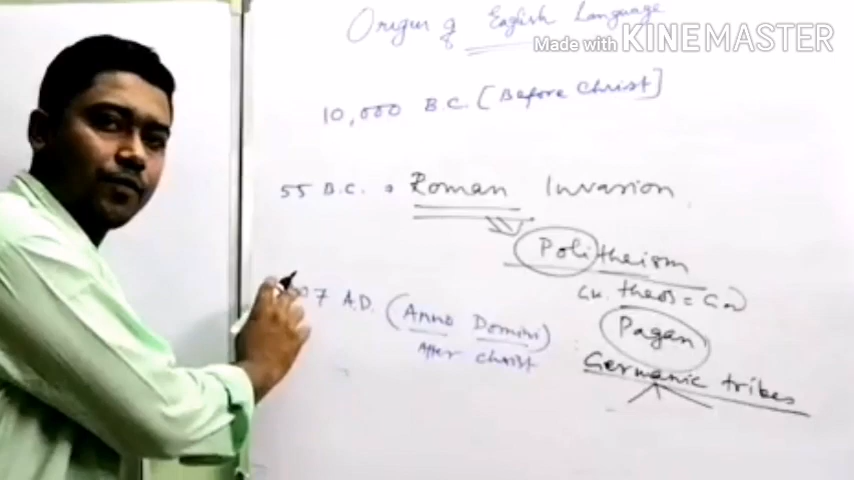 Origin of English Language
Made with KINEMASTER
10,000 B.C. [Before Christ]
55 B.C. Roman Invasion
Politheism
Gk. theos = God
7 A.D. (Anno Domini)
After Christ
Pagan
Germanic tribes